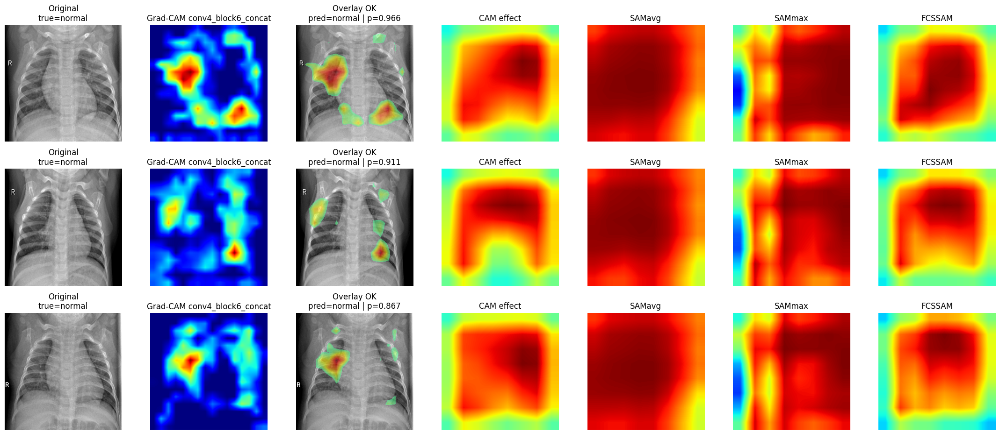 Original
true=normal
Grad-CAM conv4_block6_concat
Overlay OK
pred=normal | p=0.966
CAM effect
SAMavg
SAMmax
FCSSAM
R
R
Original
true=normal
Grad-CAM conv4_block6_concat
Overlay OK
pred=normal | p=0.911
CAM effect
SAMavg
SAMmax
FCSSAM
R
R
Original
true=normal
Grad-CAM conv4_block6_concat
Overlay OK
pred=normal | p=0.867
CAM effect
SAMavg
SAMmax
FCSSAM
R
R